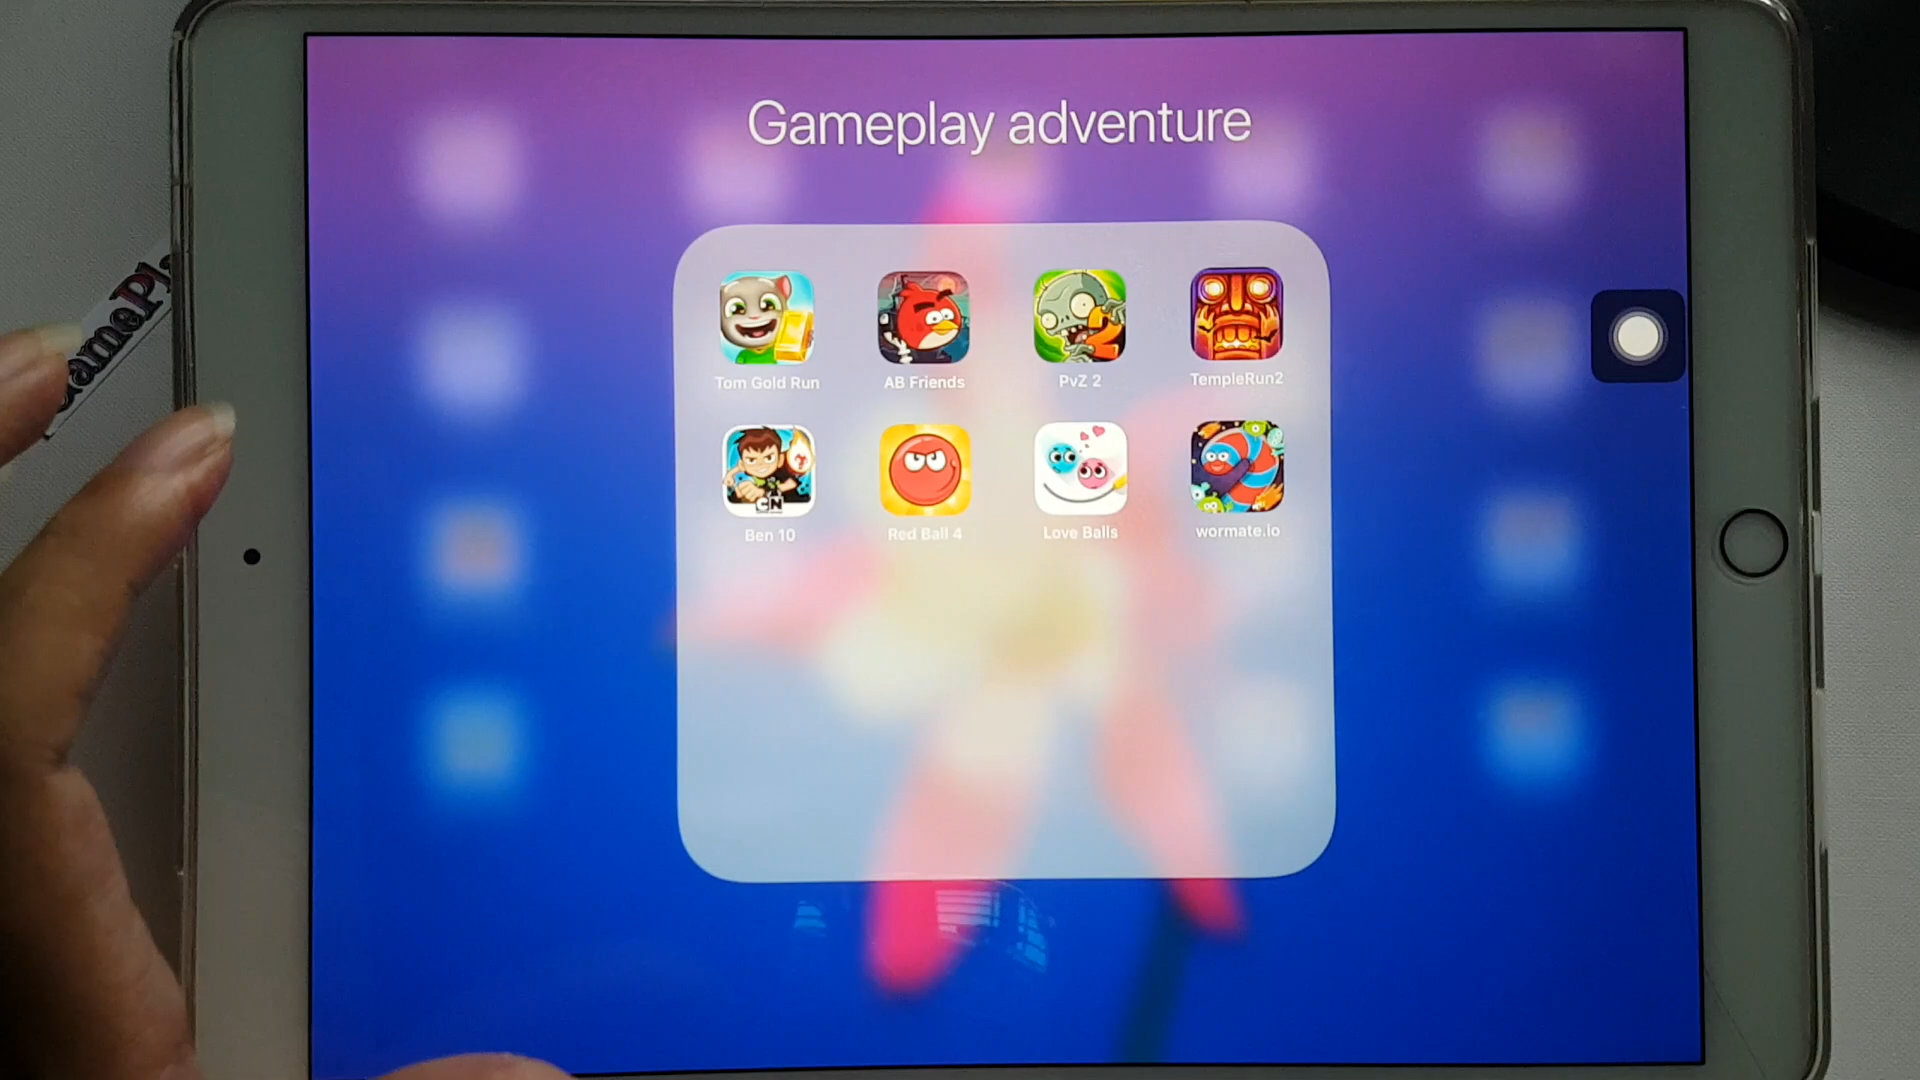 Gameplay adventure
Tom Gold Run
AB Friends
PvZ 2
TempleRun2
CN
Ben 10
Red Ball 4
Love Balls
wormate.io